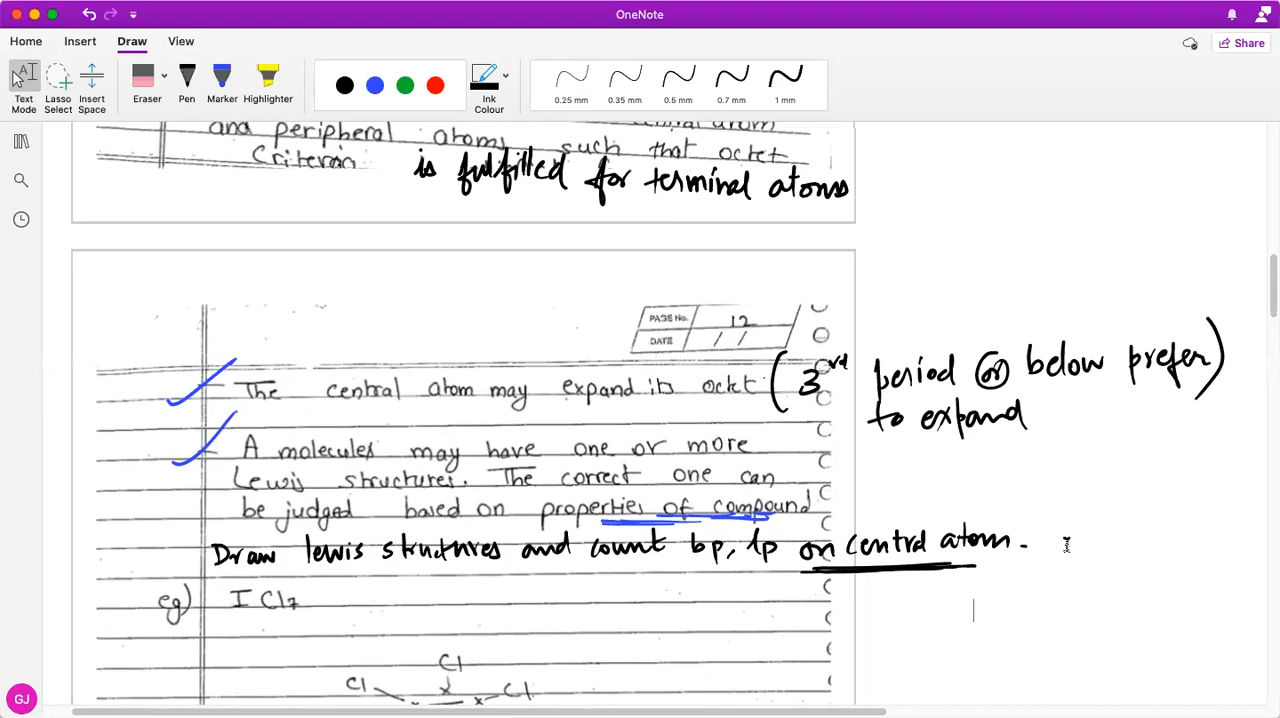 OneNote
Home Insert Draw View
Share
Text Mode
Lasso Select
Insert Space
Eraser
Pen
Marker
Highlighter
Ink Colour
0.25 mm
0.35 mm
0.5 mm
0.7 mm
1 mm
central atom
and peripheral atoms such that octet
Criterian is fulfilled for terminal atoms
PAGE No. 12
DATE / /
The central atom may expand its octet (3rd period or below prefer to expand)
A molecules may have one or more
Lewis structures. The correct one can
be judged based on properties of compound
Draw lewis structures and count bp, lp on central atom.
eg) ICl7
Cl
Cl Cl
GJ